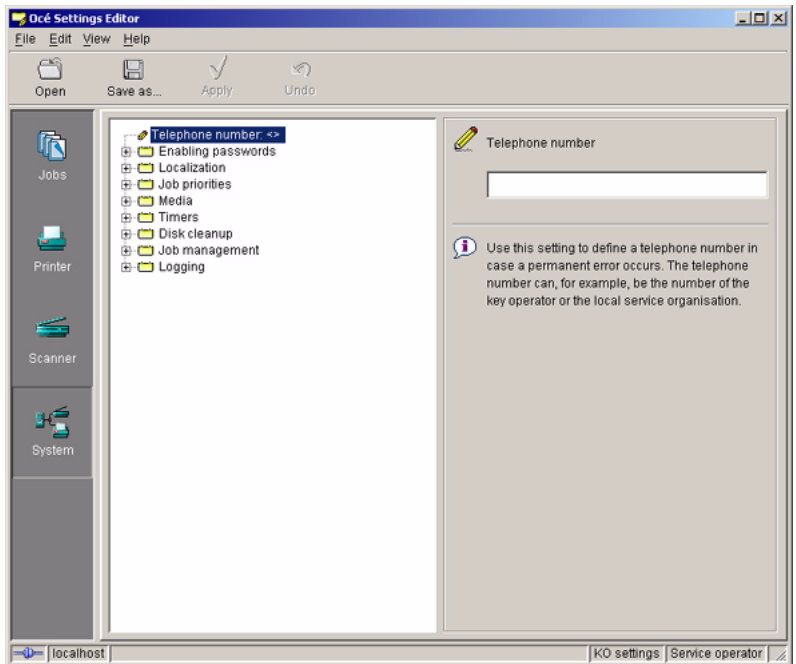 Océ Settings Editor
File Edit View Help
Open Save as... Apply Undo
Jobs
Printer
Scanner
System
Telephone number: <>
Enabling passwords
Localization
Job priorities
Media
Timers
Disk cleanup
Job management
Logging
Telephone number
Use this setting to define a telephone number in
case a permanent error occurs. The telephone
number can, for example, be the number of the
key operator or the local service organisation.
localhost KO settings Service operator